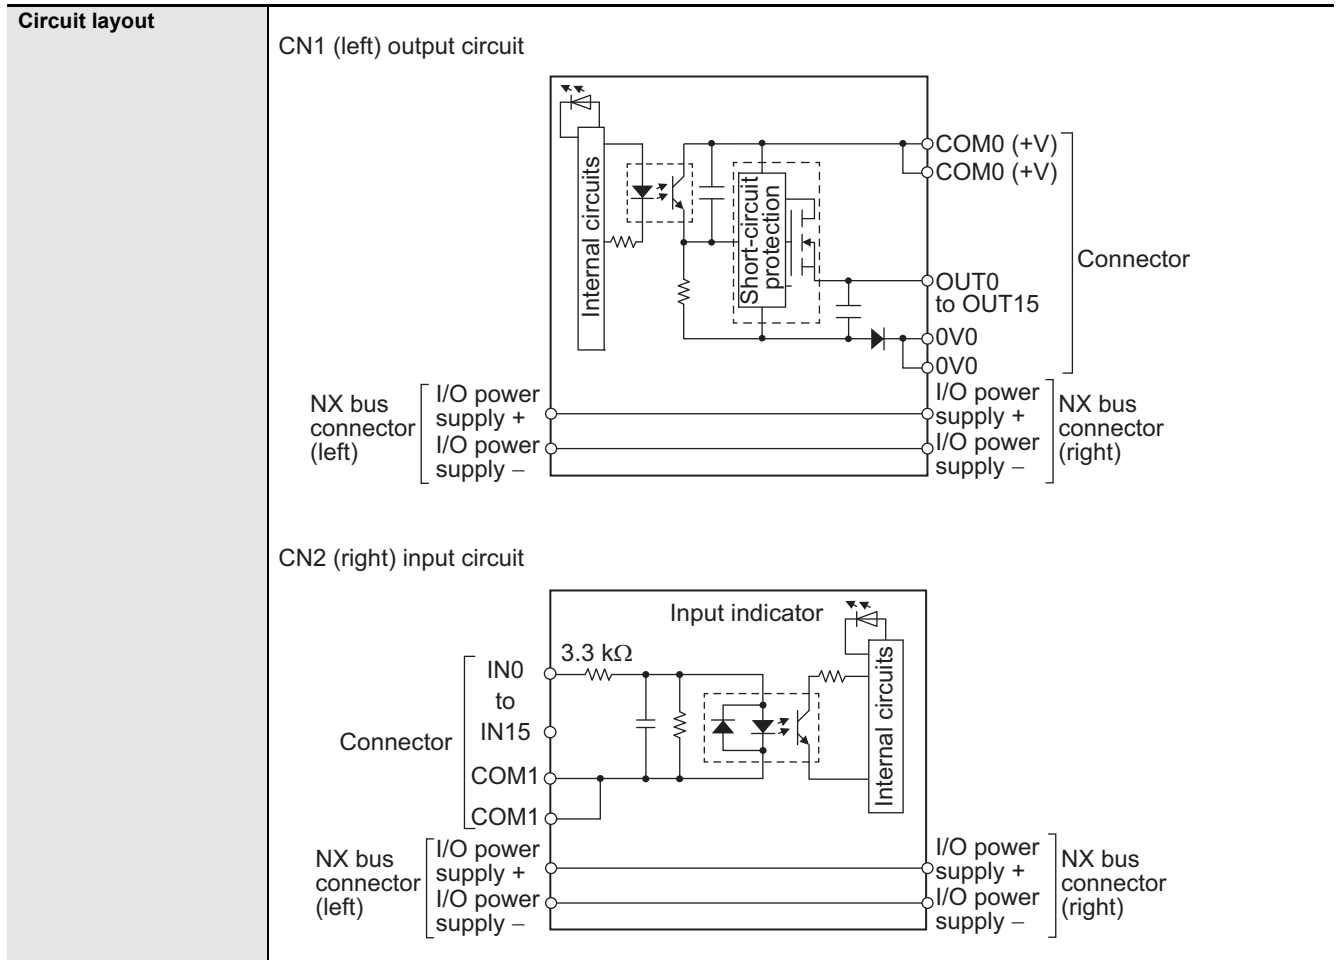 Circuit layout
CN1 (left) output circuit
Internal circuits
Short-circuit
protection
COM0 (+V)
COM0 (+V)
OUT0
to OUT15
0V0
0V0
Connector
NX bus
connector
(left)
I/O power
supply +
I/O power
supply –
I/O power
supply +
I/O power
supply –
NX bus
connector
(right)
CN2 (right) input circuit
Input indicator
3.3 kΩ
Connector
IN0
to
IN15
COM1
COM1
Internal circuits
NX bus
connector
(left)
I/O power
supply +
I/O power
supply –
I/O power
supply +
I/O power
supply –
NX bus
connector
(right)